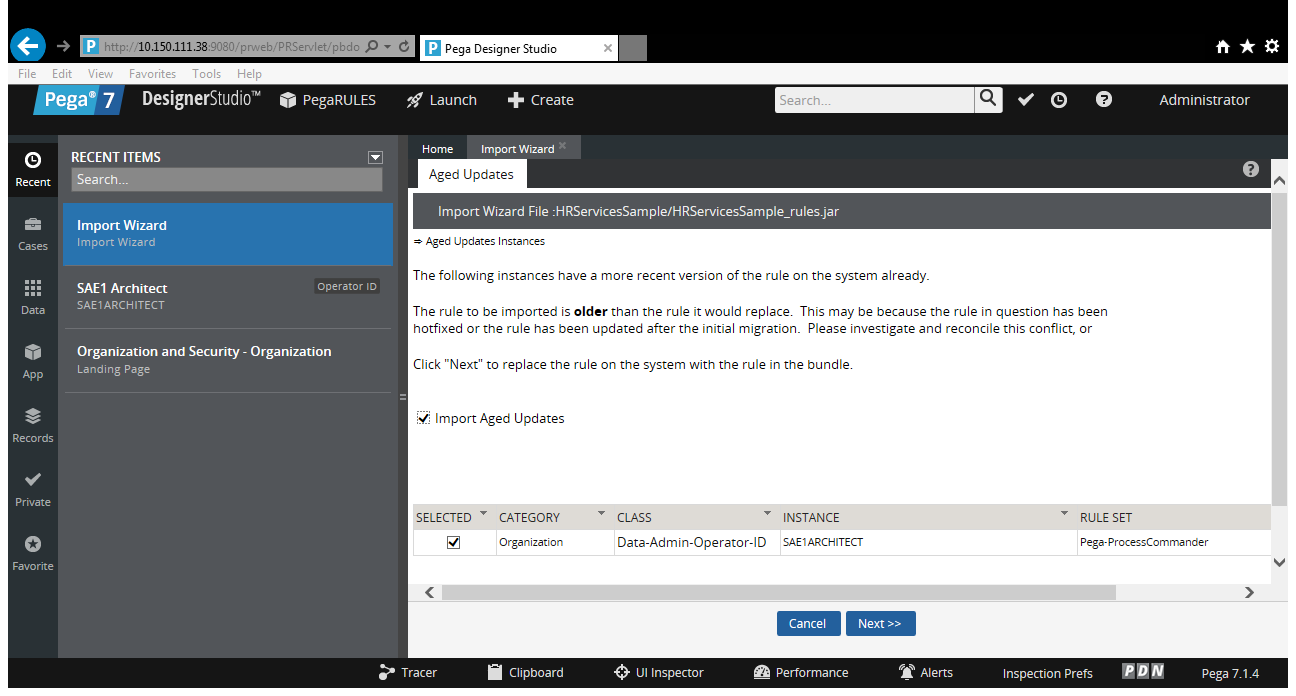 http://10.150.111.38:9080/prweb/PRServlet/pbdo
Pega Designer Studio
File Edit View Favorites Tools Help
Pega® 7 DesignerStudio™ PegaRULES Launch Create Search... Administrator
Recent
Cases
Data
App
Records
Private
Favorite
RECENT ITEMS
Search...
Import Wizard
Import Wizard
SAE1 Architect Operator ID
SAE1ARCHITECT
Organization and Security - Organization
Landing Page
Home Import Wizard
Aged Updates
Import Wizard File :HRServicesSample/HRServicesSample_rules.jar
⇒ Aged Updates Instances
The following instances have a more recent version of the rule on the system already.
The rule to be imported is older than the rule it would replace. This may be because the rule in question has been
hotfixed or the rule has been updated after the initial migration. Please investigate and reconcile this conflict, or
Click "Next" to replace the rule on the system with the rule in the bundle.
Import Aged Updates
SELECTED CATEGORY CLASS INSTANCE RULE SET
Organization Data-Admin-Operator-ID SAE1ARCHITECT Pega-ProcessCommander
Cancel Next >>
Tracer Clipboard UI Inspector Performance Alerts Inspection Prefs PDN Pega 7.1.4